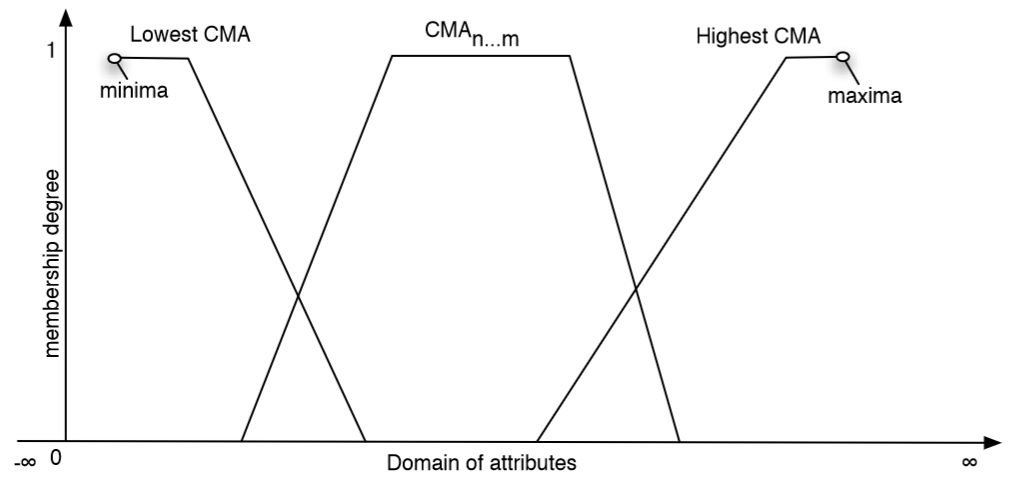 Lowest CMA
CMAn...m
Highest CMA
1
minima
maxima
membership degree
-∞
0
Domain of attributes
∞